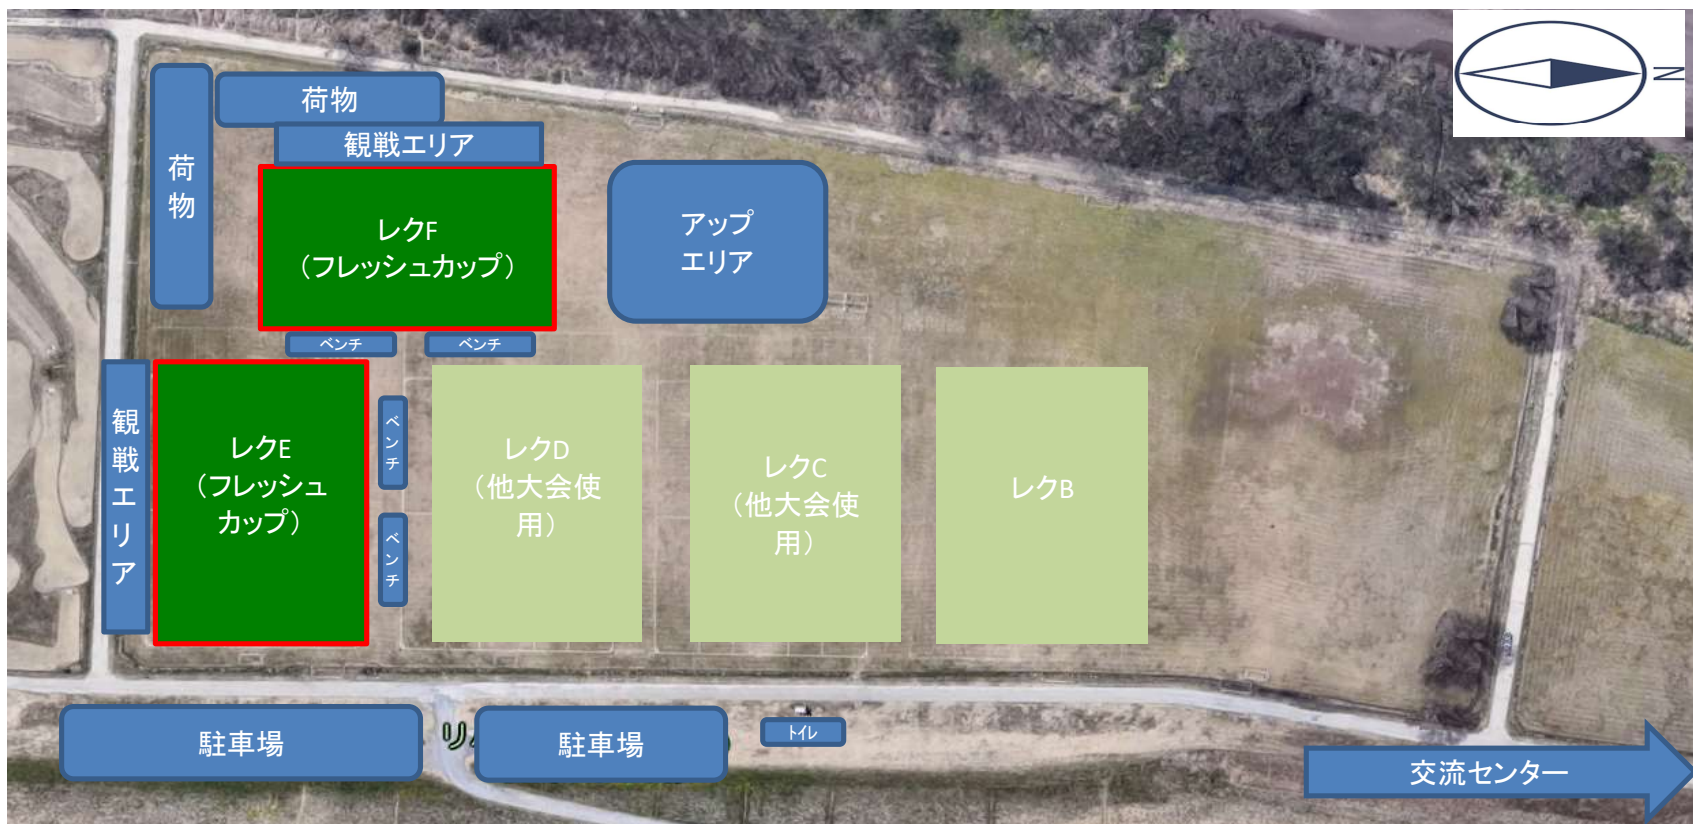 N
荷物
観戦エリア
荷物
レクF
（フレッシュカップ）
アップ
エリア
ベンチ
ベンチ
観戦エリア
レクE
（フレッシュ
カップ）
ベンチ
ベンチ
レクD
（他大会使
用）
レクC
（他大会使
用）
レクB
駐車場
リ
駐車場
トイレ
交流センター